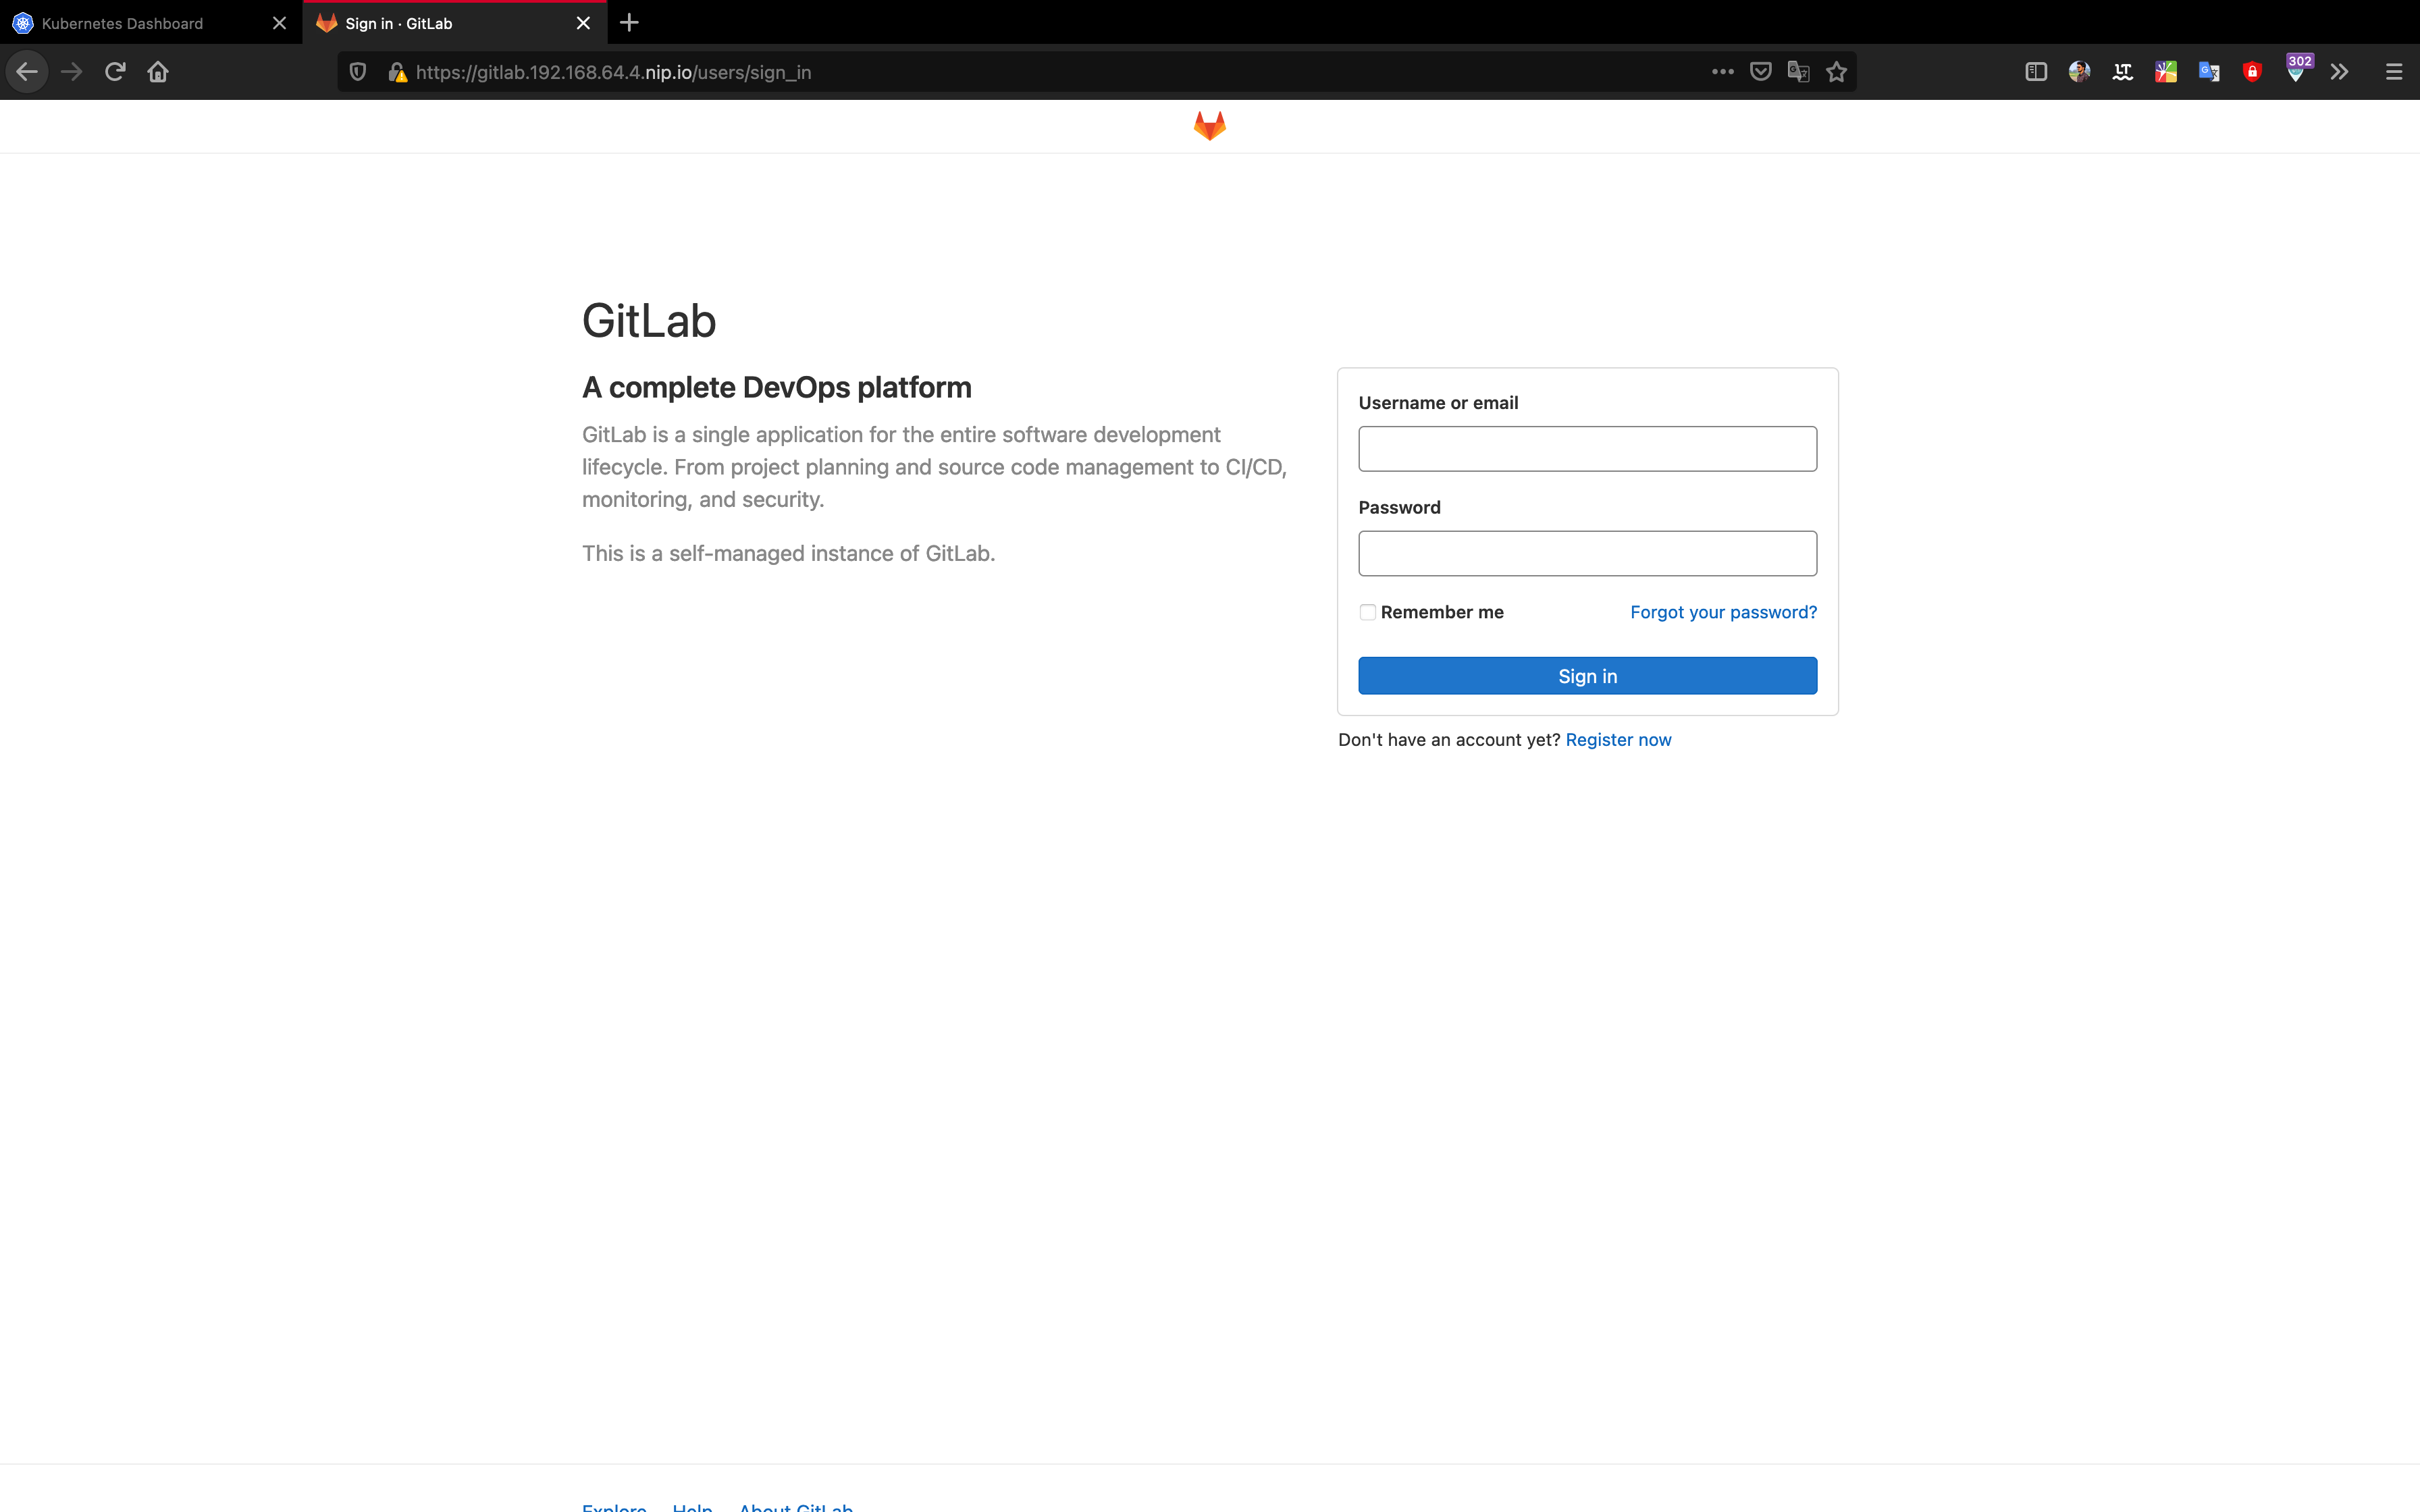 Kubernetes Dashboard
Sign in · GitLab
https://gitlab.192.168.64.4.nip.io/users/sign_in
302
GitLab
A complete DevOps platform
GitLab is a single application for the entire software development
lifecycle. From project planning and source code management to CI/CD,
monitoring, and security.
This is a self-managed instance of GitLab.
Username or email
Password
Remember me
Forgot your password?
Sign in
Don't have an account yet? Register now
Explore Help About GitLab